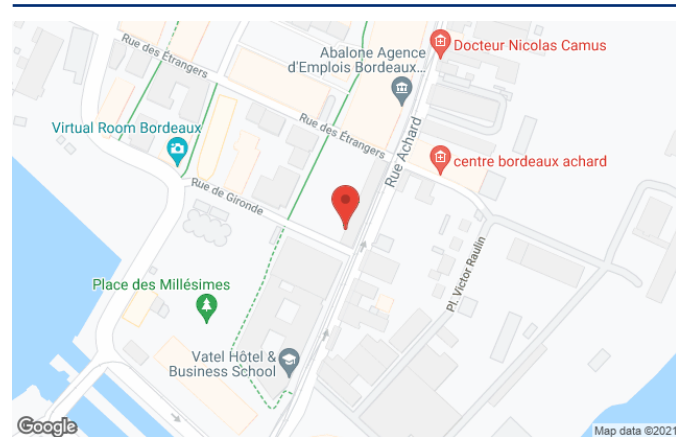 Docteur Nicolas Camus
Abalone Agence
d'Emplois Bordeaux...
Rue des Étrangers
Virtual Room Bordeaux
Rue des Étrangers
Rue Achard
centre bordeaux achard
Rue de Gironde
Pl. Victor Raulin
Place des Millésimes
Vatel Hôtel &
Business School
Google
Map data ©2021